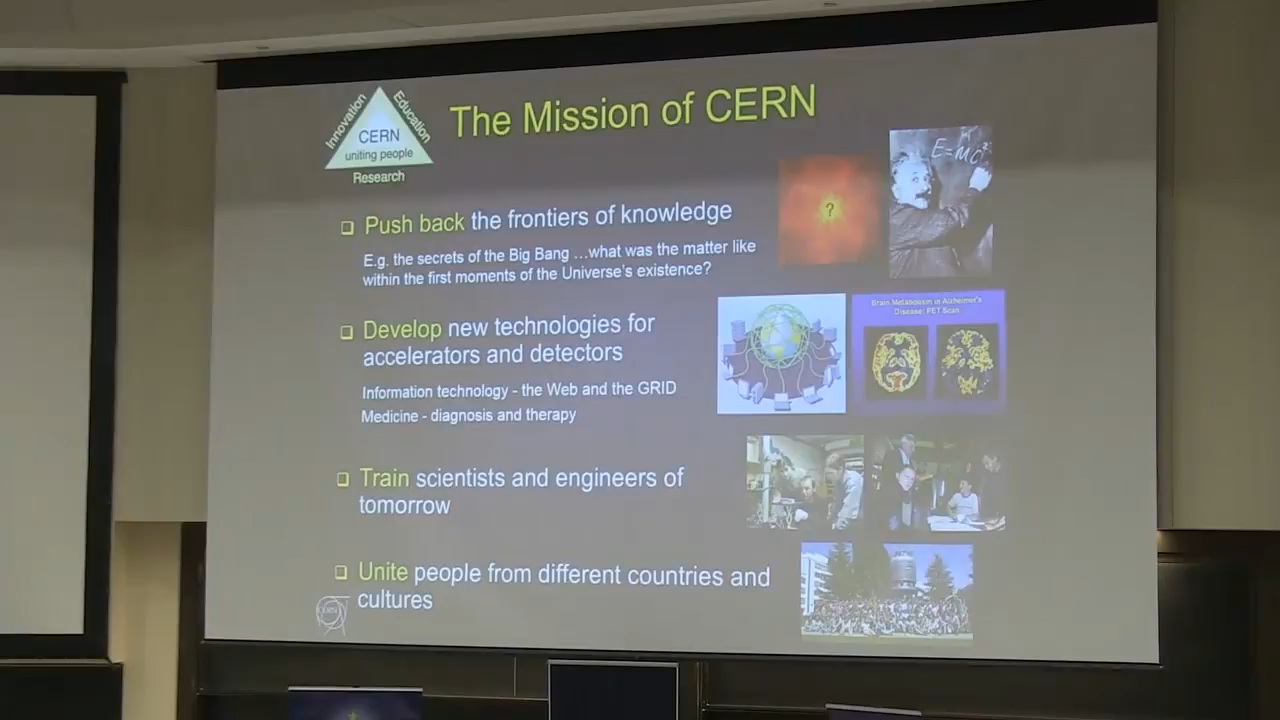 The Mission of CERN
Innovation
Education
CERN
uniting people
Research
❑ Push back the frontiers of knowledge
E.g. the secrets of the Big Bang …what was the matter like
within the first moments of the Universe's existence?
?
E=MC²
❑ Develop new technologies for
accelerators and detectors
Information technology - the Web and the GRID
Medicine - diagnosis and therapy
Brain Metabolism in Alzheimer's
Disease: PET Scan
❑ Train scientists and engineers of
tomorrow
❑ Unite people from different countries and
cultures
CERN